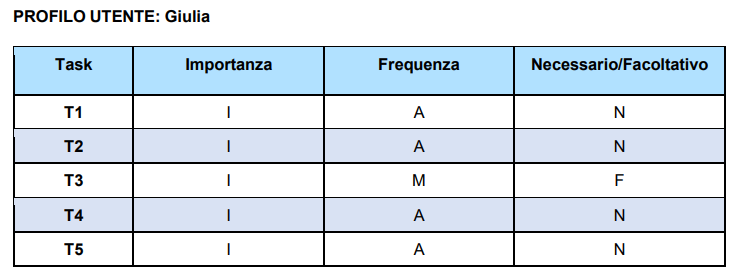 PROFILO UTENTE: Giulia
Task Importanza Frequenza Necessario/Facoltativo
T1 I A N
T2 I A N
T3 I M F
T4 I A N
T5 I A N